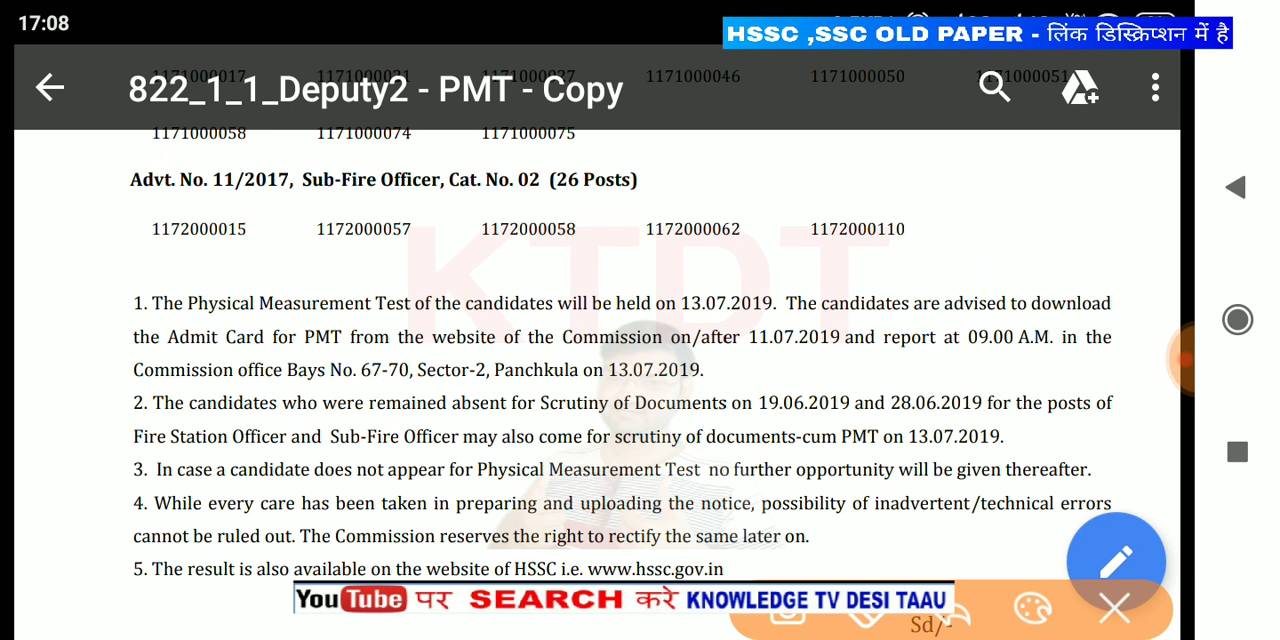 17:08
HSSC ,SSC OLD PAPER - लिंक डिस्क्रिप्शन में है
822_1_1_Deputy2 - PMT - Copy
1171000017 1171000031 1171000046 1171000050 1171000051
1171000058 1171000074 1171000075
Advt. No. 11/2017, Sub-Fire Officer, Cat. No. 02 (26 Posts)
1172000015 1172000057 1172000058 1172000062 1172000110
KTDT
1. The Physical Measurement Test of the candidates will be held on 13.07.2019. The candidates are advised to download
the Admit Card for PMT from the website of the Commission on/after 11.07.2019 and report at 09.00 A.M. in the
Commission office Bays No. 67-70, Sector-2, Panchkula on 13.07.2019.
2. The candidates who were remained absent for Scrutiny of Documents on 19.06.2019 and 28.06.2019 for the posts of
Fire Station Officer and Sub-Fire Officer may also come for scrutiny of documents-cum PMT on 13.07.2019.
3. In case a candidate does not appear for Physical Measurement Test no further opportunity will be given thereafter.
4. While every care has been taken in preparing and uploading the notice, possibility of inadvertent/technical errors
cannot be ruled out. The Commission reserves the right to rectify the same later on.
5. The result is also available on the website of HSSC i.e. www.hssc.gov.in
YouTube पर SEARCH करे KNOWLEDGE TV DESI TAAU
Sd/-